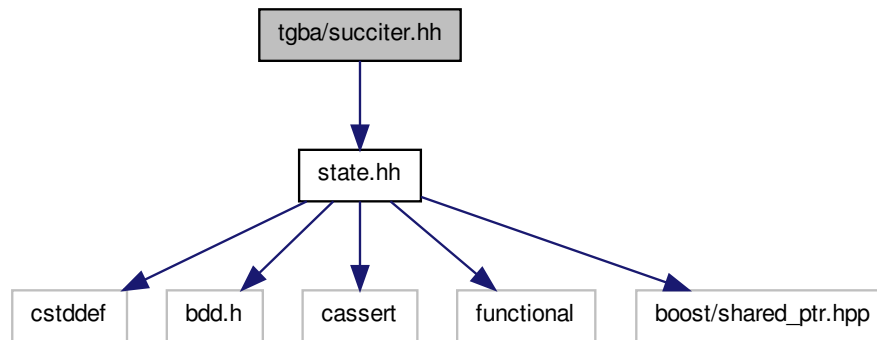 tgba/succiter.hh
state.hh
cstddef
bdd.h
cassert
functional
boost/shared_ptr.hpp